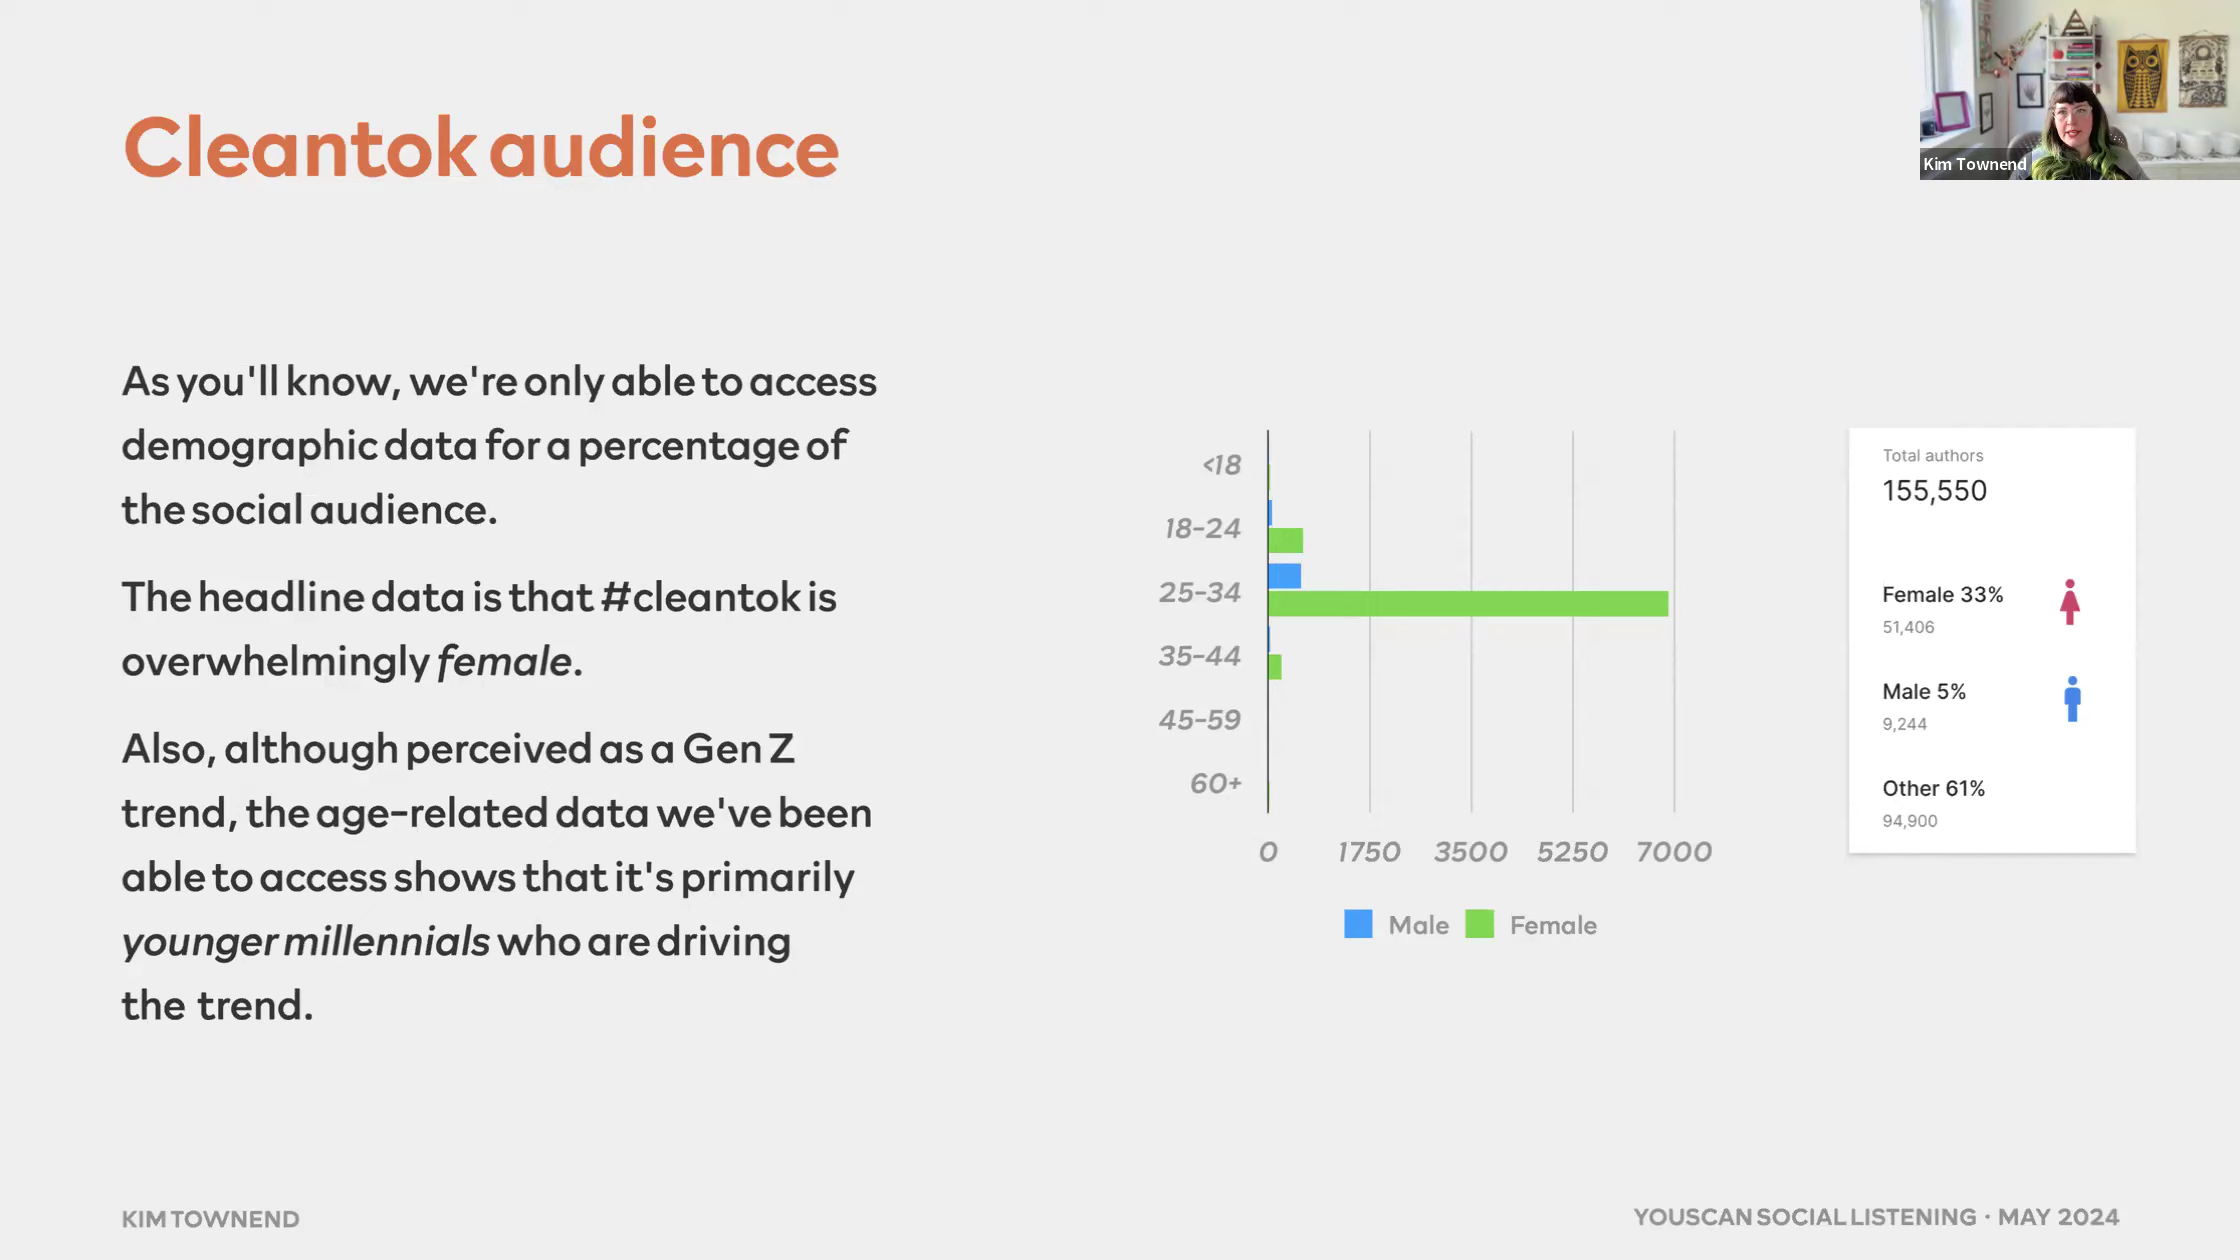 Cleantok audience
Kim Townend
As you'll know, we're only able to access
demographic data for a percentage of
the social audience.
The headline data is that #cleantok is
overwhelmingly female.
Also, although perceived as a Gen Z
trend, the age-related data we've been
able to access shows that it's primarily
younger millennials who are driving
the trend.
<18
18-24
25-34
35-44
45-59
60+
0 1750 3500 5250 7000
Male Female
Total authors
155,550
Female 33%
51,406
Male 5%
9,244
Other 61%
94,900
KIM TOWNEND
YOUSCAN SOCIAL LISTENING · MAY 2024